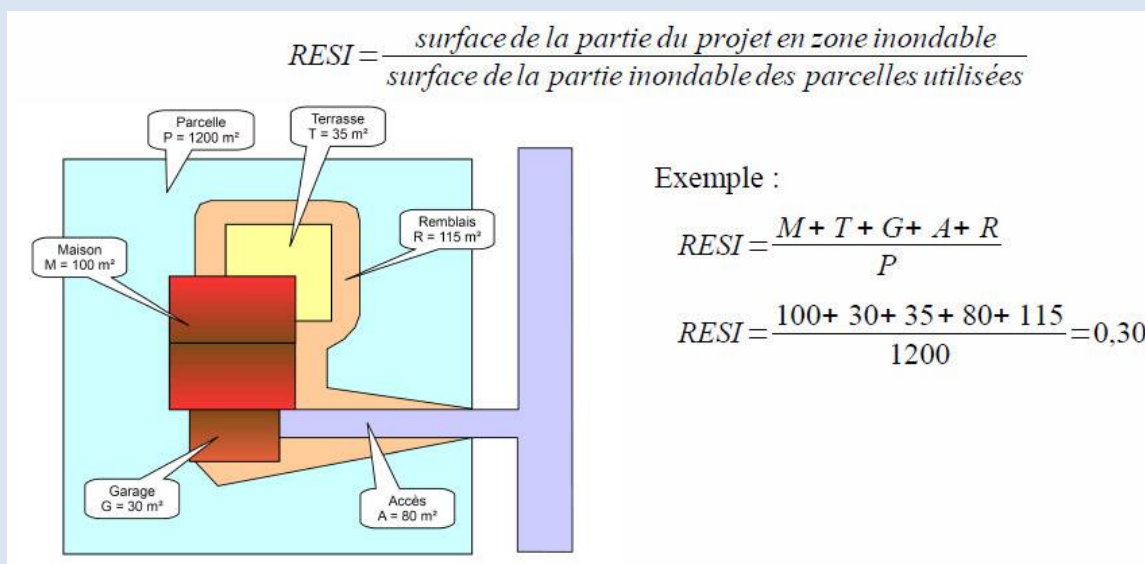 RESI = surface de la partie du projet en zone inondable
surface de la partie inondable des parcelles utilisées
Parcelle
P = 1200 m²
Terrasse
T = 35 m²
Remblais
R = 115 m²
Maison
M = 100 m²
Garage
G = 30 m²
Accès
A = 80 m²
Exemple :
RESI = M + T + G + A + R
P
RESI = 100 + 30 + 35 + 80 + 115 = 0,30
1200